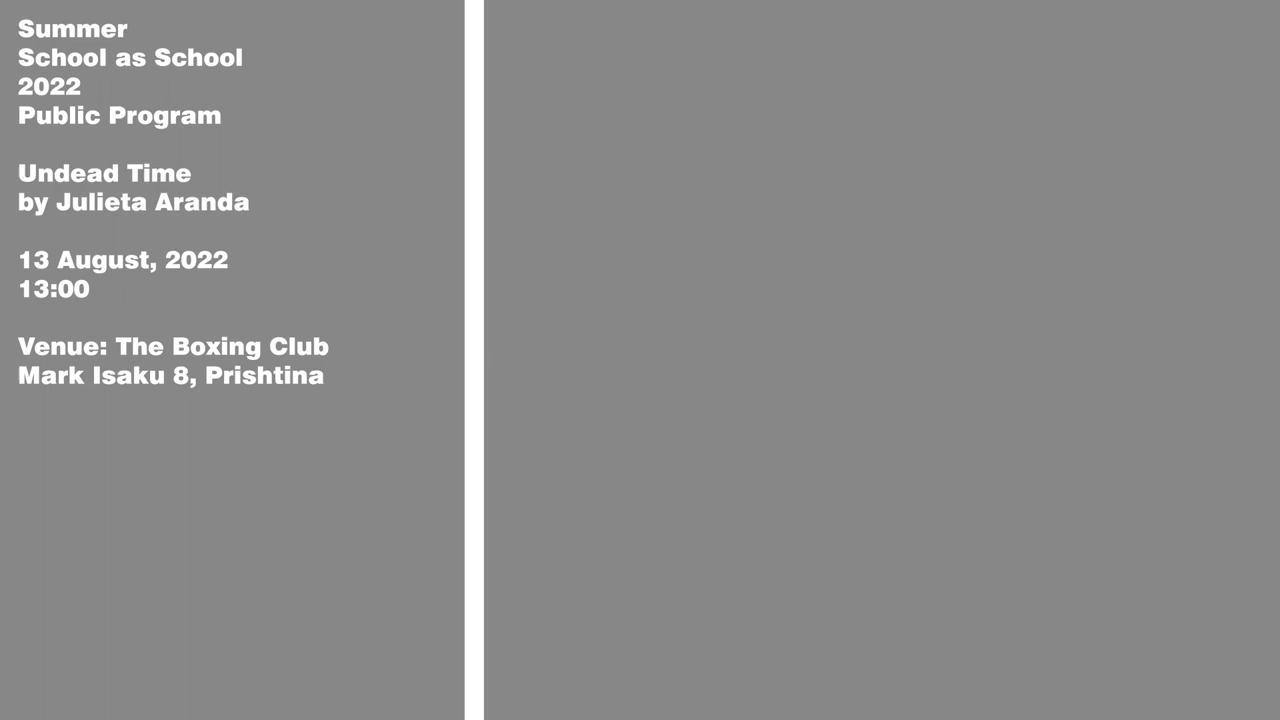 Summer
School as School
2022
Public Program
Undead Time
by Julieta Aranda
13 August, 2022
13:00
Venue: The Boxing Club
Mark Isaku 8, Prishtina